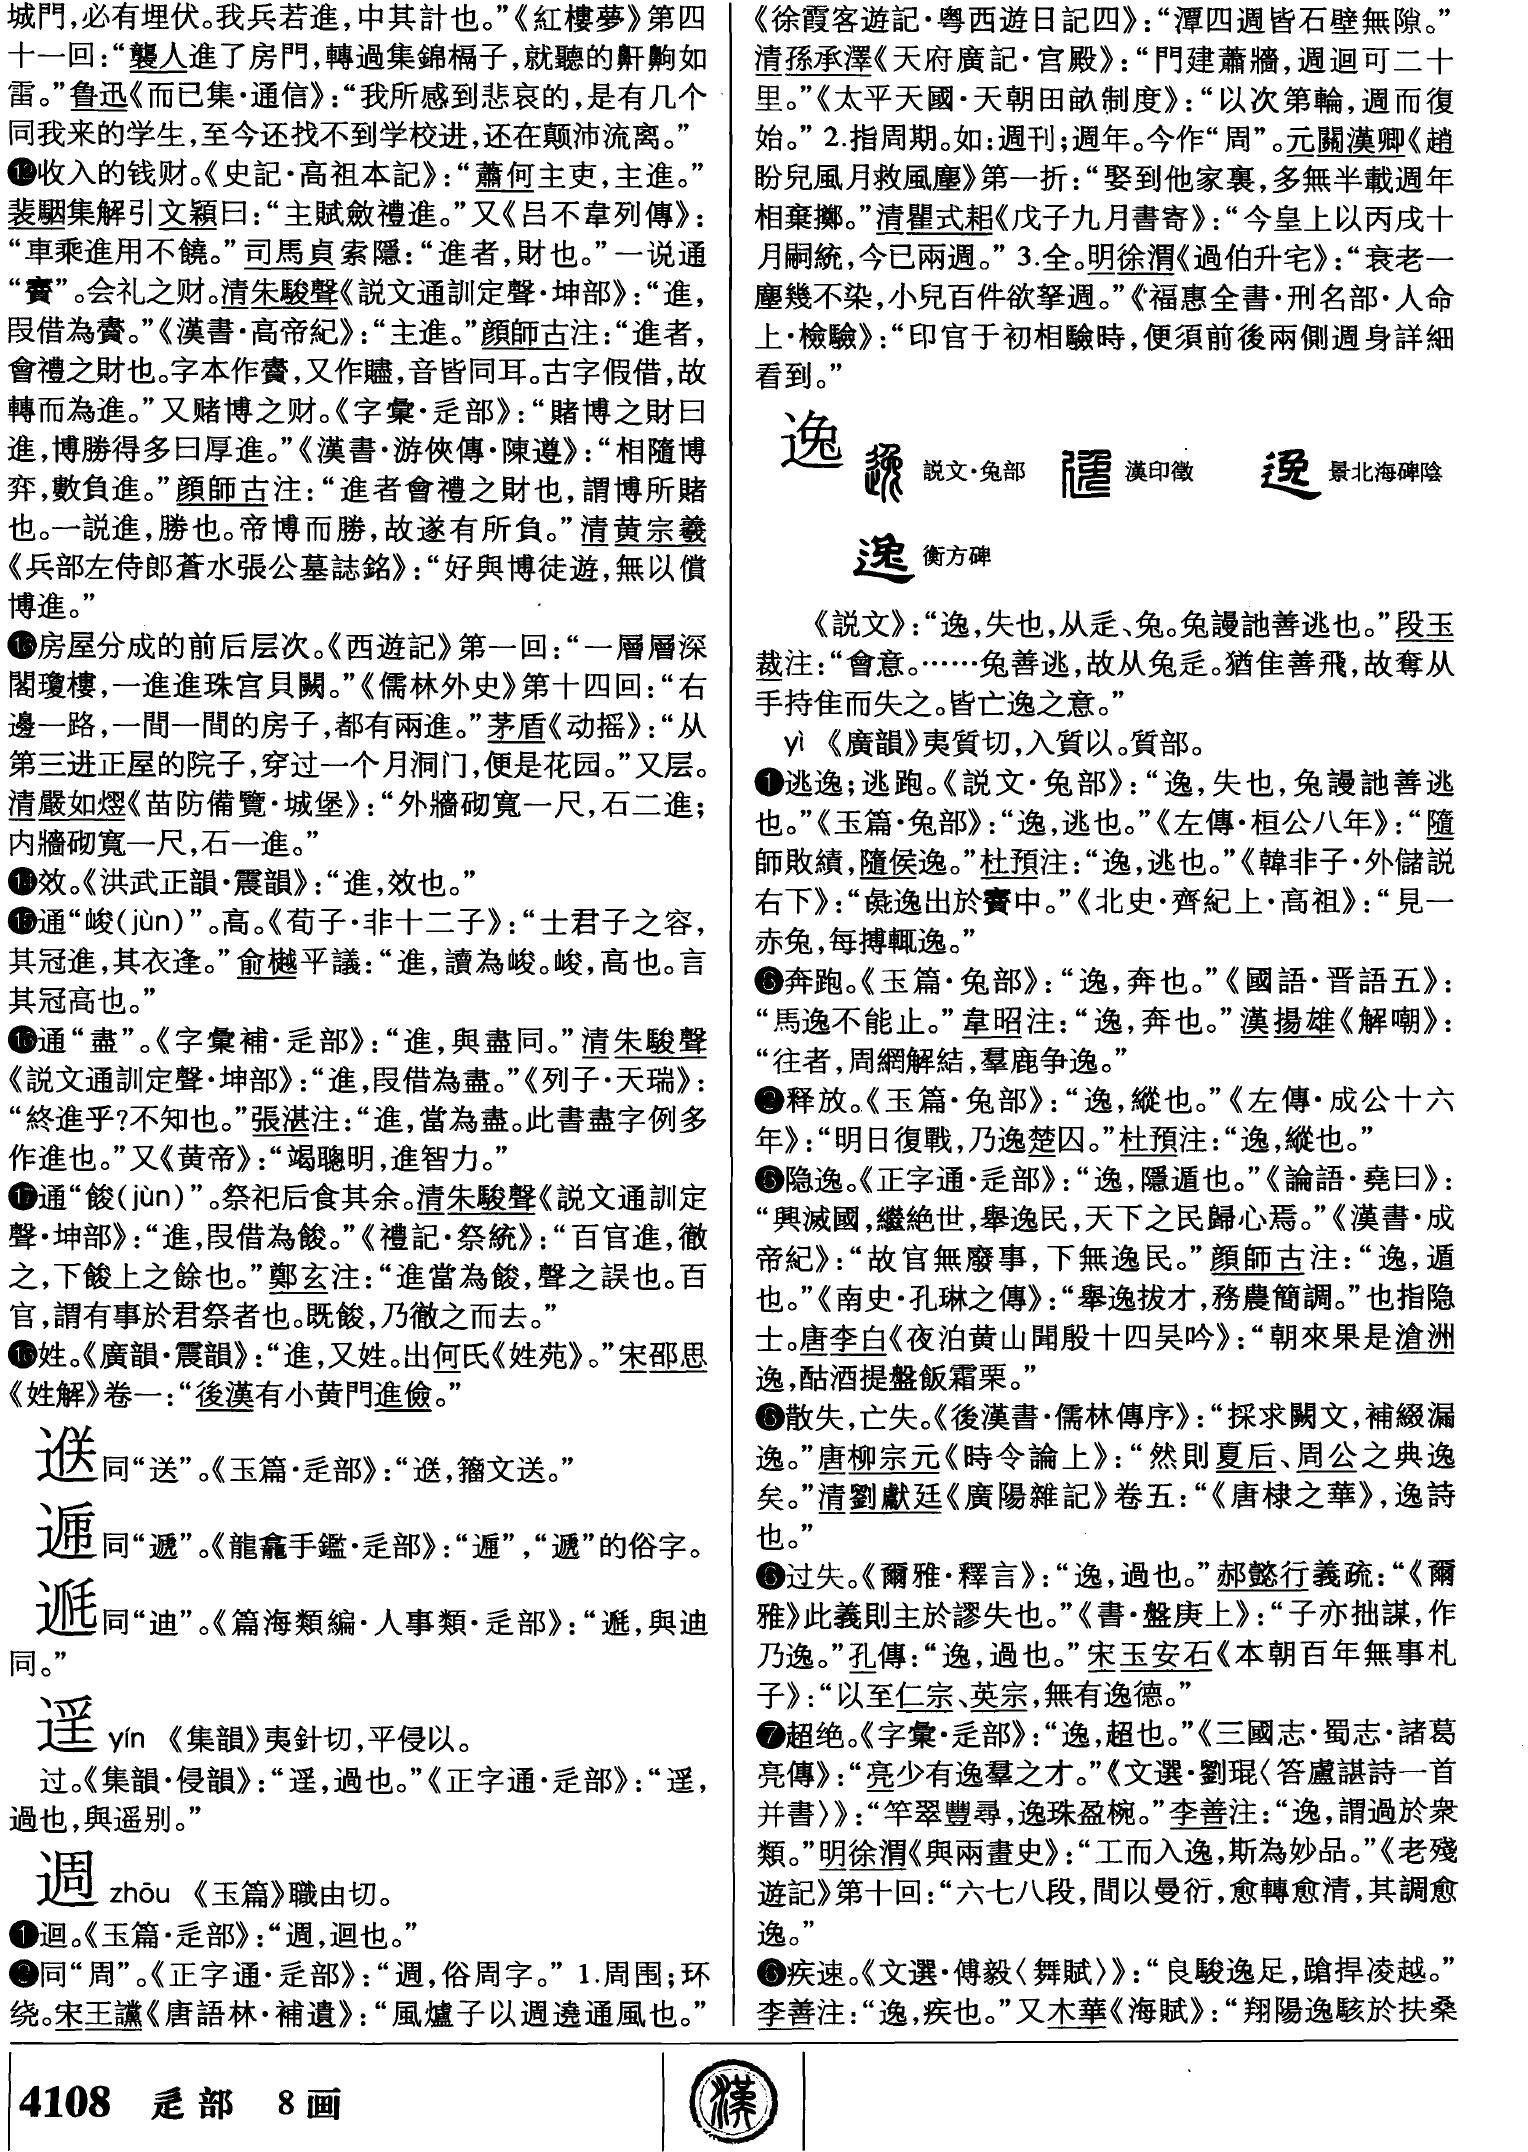 城門，必有埋伏。我兵若進，中其計也。”《紅樓夢》第四
十一回：“襲人進了房門，轉過集錦槅子，就聽的鼾齁如
雷。”鲁迅《而已集·通信》：“我所感到悲哀的，是有几个
同我来的学生，至今还找不到学校进，还在颠沛流离。”
⓬收入的钱财。《史記·高祖本記》：“蕭何主吏，主進。”
裴駰集解引文穎曰：“主賦斂禮進。”又《吕不韋列傳》：
“車乘進用不饒。”司馬貞索隱：“進者，財也。”一说通
“賮”。会礼之财。清朱駿聲《説文通訓定聲·坤部》：“進，
叚借為賮。”《漢書·高帝紀》：“主進。”顔師古注：“進者，
會禮之財也。字本作賮，又作贐，音皆同耳。古字假借，故
轉而為進。”又赌博之财。《字彙·辵部》：“賭博之財曰
進，博勝得多曰厚進。”《漢書·游俠傳·陳遵》：“相隨博
弈，數負進。”顔師古注：“進者會禮之財也，謂博所賭
也。一説進，勝也。帝博而勝，故遂有所負。”清黄宗羲
《兵部左侍郎蒼水張公墓誌銘》：“好與博徒遊，無以償
博進。”
⓭房屋分成的前后层次。《西遊記》第一回：“一層層深
閣瓊樓，一進進珠宫貝闕。”《儒林外史》第十四回：“右
邊一路，一間一間的房子，都有兩進。”茅盾《动摇》：“从
第三进正屋的院子，穿过一个月洞门，便是花园。”又层。
清嚴如熤《苗防備覽·城堡》：“外牆砌寬一尺，石二進；
内牆砌寬一尺，石一進。”
⓮效。《洪武正韻·震韻》：“進，效也。”
⓯通“峻(jùn)”。高。《荀子·非十二子》：“士君子之容，
其冠進，其衣逢。”俞樾平議：“進，讀為峻。峻，高也。言
其冠高也。”
⓰通“盡”。《字彙補·辵部》：“進，與盡同。”清朱駿聲
《説文通訓定聲·坤部》：“進，叚借為盡。”《列子·天瑞》：
“終進乎？不知也。”張湛注：“進，當為盡。此書盡字例多
作進也。”又《黄帝》：“竭聰明，進智力。”
⓱通“餕(jùn)”。祭祀后食其余。清朱駿聲《説文通訓定
聲·坤部》：“進，叚借為餕。”《禮記·祭統》：“百官進，徹
之，下餕上之餘也。”鄭玄注：“進當為餕，聲之誤也。百
官，謂有事於君祭者也。既餕，乃徹之而去。”
⓲姓。《廣韻·震韻》：“進，又姓。出何氏《姓苑》。”宋邵思
《姓解》卷一：“後漢有小黄門進儉。”
同“送”。《玉篇·辵部》：“，籀文送。”
同“遞”。《龍龕手鑑·辵部》：“”，“遞”的俗字。
同“迪”。《篇海類編·人事類·辵部》：“，與迪
同。”
 yín 《集韻》夷針切，平侵以。
过。《集韻·侵韻》：“，過也。”《正字通·辵部》：“，
過也，與遥别。”
週 zhōu 《玉篇》職由切。
❶迴。《玉篇·辵部》：“週，迴也。”
❷同“周”。《正字通·辵部》：“週，俗周字。” 1.周围；环
绕。宋王讜《唐語林·補遺》：“風爐子以週遶通風也。”
《徐霞客遊記·粤西遊日記四》：“潭四週皆石壁無隙。”
清孫承澤《天府廣記·宫殿》：“門建蕭牆，週迴可二十
里。”《太平天國·天朝田畝制度》：“以次第輪，週而復
始。” 2.指周期。如：週刊；週年。今作“周”。元關漢卿《趙
盼兒風月救風塵》第一折：“娶到他家裏，多無半載週年
相棄擲。”清瞿式耜《戊子九月書寄》：“今皇上以丙戌十
月嗣統，今已兩週。” 3.全。明徐渭《過伯升宅》：“衰老一
塵幾不染，小兒百件欲拏週。”《福惠全書·刑名部·人命
上·檢驗》：“印官于初相驗時，便須前後兩側週身詳細
看到。”
逸 説文·兔部 漢印徵 景北海碑陰
衡方碑
《説文》：“逸，失也，从辵、兔。兔謾訑善逃也。”段玉
裁注：“會意。……兔善逃，故从兔辵。猶隹善飛，故奪从
手持隹而失之。皆亡逸之意。”
yì 《廣韻》夷質切，入質以。質部。
❶逃逸；逃跑。《説文·兔部》：“逸，失也，兔謾訑善逃
也。”《玉篇·兔部》：“逸，逃也。”《左傳·桓公八年》：“隨
師敗績，隨侯逸。”杜預注：“逸，逃也。”《韓非子·外儲説
右下》：“彘逸出於竇中。”《北史·齊紀上·高祖》：“見一
赤兔，每搏輒逸。”
❷奔跑。《玉篇·兔部》：“逸，奔也。”《國語·晋語五》：
“馬逸不能止。”韋昭注：“逸，奔也。”漢揚雄《解嘲》：
“往者，周網解結，羣鹿争逸。”
❸释放。《玉篇·兔部》：“逸，縱也。”《左傳·成公十六
年》：“明日復戰，乃逸楚囚。”杜預注：“逸，縱也。”
❹隐逸。《正字通·辵部》：“逸，隱遁也。”《論語·堯曰》：
“興滅國，繼絶世，舉逸民，天下之民歸心焉。”《漢書·成
帝紀》：“故官無廢事，下無逸民。”顔師古注：“逸，遁
也。”《南史·孔琳之傳》：“舉逸拔才，務農簡調。”也指隐
士。唐李白《夜泊黄山聞殷十四吴吟》：“朝來果是滄洲
逸，酤酒提盤飯霜栗。”
❺散失，亡失。《後漢書·儒林傳序》：“採求闕文，補綴漏
逸。”唐柳宗元《時令論上》：“然則夏后、周公之典逸
矣。”清劉獻廷《廣陽雜記》卷五：“《唐棣之華》，逸詩
也。”
❻过失。《爾雅·釋言》：“逸，過也。”郝懿行義疏：“《爾
雅》此義則主於謬失也。”《書·盤庚上》：“予亦拙謀，作
乃逸。”孔傳：“逸，過也。”宋王安石《本朝百年無事札
子》：“以至仁宗、英宗，無有逸德。”
❼超绝。《字彙·辵部》：“逸，超也。”《三國志·蜀志·諸葛
亮傳》：“亮少有逸羣之才。”《文選·劉琨〈答盧諶詩一首
并書〉》：“竿翠豐尋，逸珠盈椀。”李善注：“逸，謂過於衆
類。”明徐渭《與兩畫史》：“工而入逸，斯為妙品。”《老殘
遊記》第十回：“六七八段，間以曼衍，愈轉愈清，其調愈
逸。”
❽疾速。《文選·傅毅〈舞賦〉》：“良駿逸足，蹌捍凌越。”
李善注：“逸，疾也。”又木華《海賦》：“翔陽逸駭於扶桑
4108 辵部 8画
漢